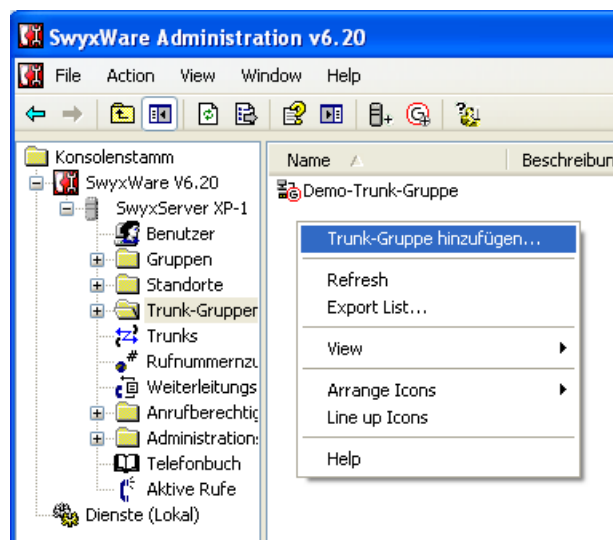 SwyxWare Administration v6.20
File Action View Window Help
Konsolenstamm
SwyxWare V6.20
SwyxServer XP-1
Benutzer
Gruppen
Standorte
Trunk-Gruppen
Trunks
Rufnummernzu
Weiterleitungs
Anrufberechtig
Administration:
Telefonbuch
Aktive Rufe
Dienste (Lokal)
Name Beschreibun
Demo-Trunk-Gruppe
Trunk-Gruppe hinzufügen...
Refresh
Export List...
View
Arrange Icons
Line up Icons
Help